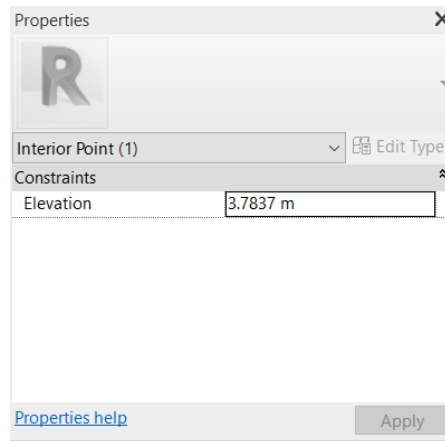 Properties
R
Interior Point (1)
Edit Type
Constraints
Elevation 3.7837 m
Properties help
Apply